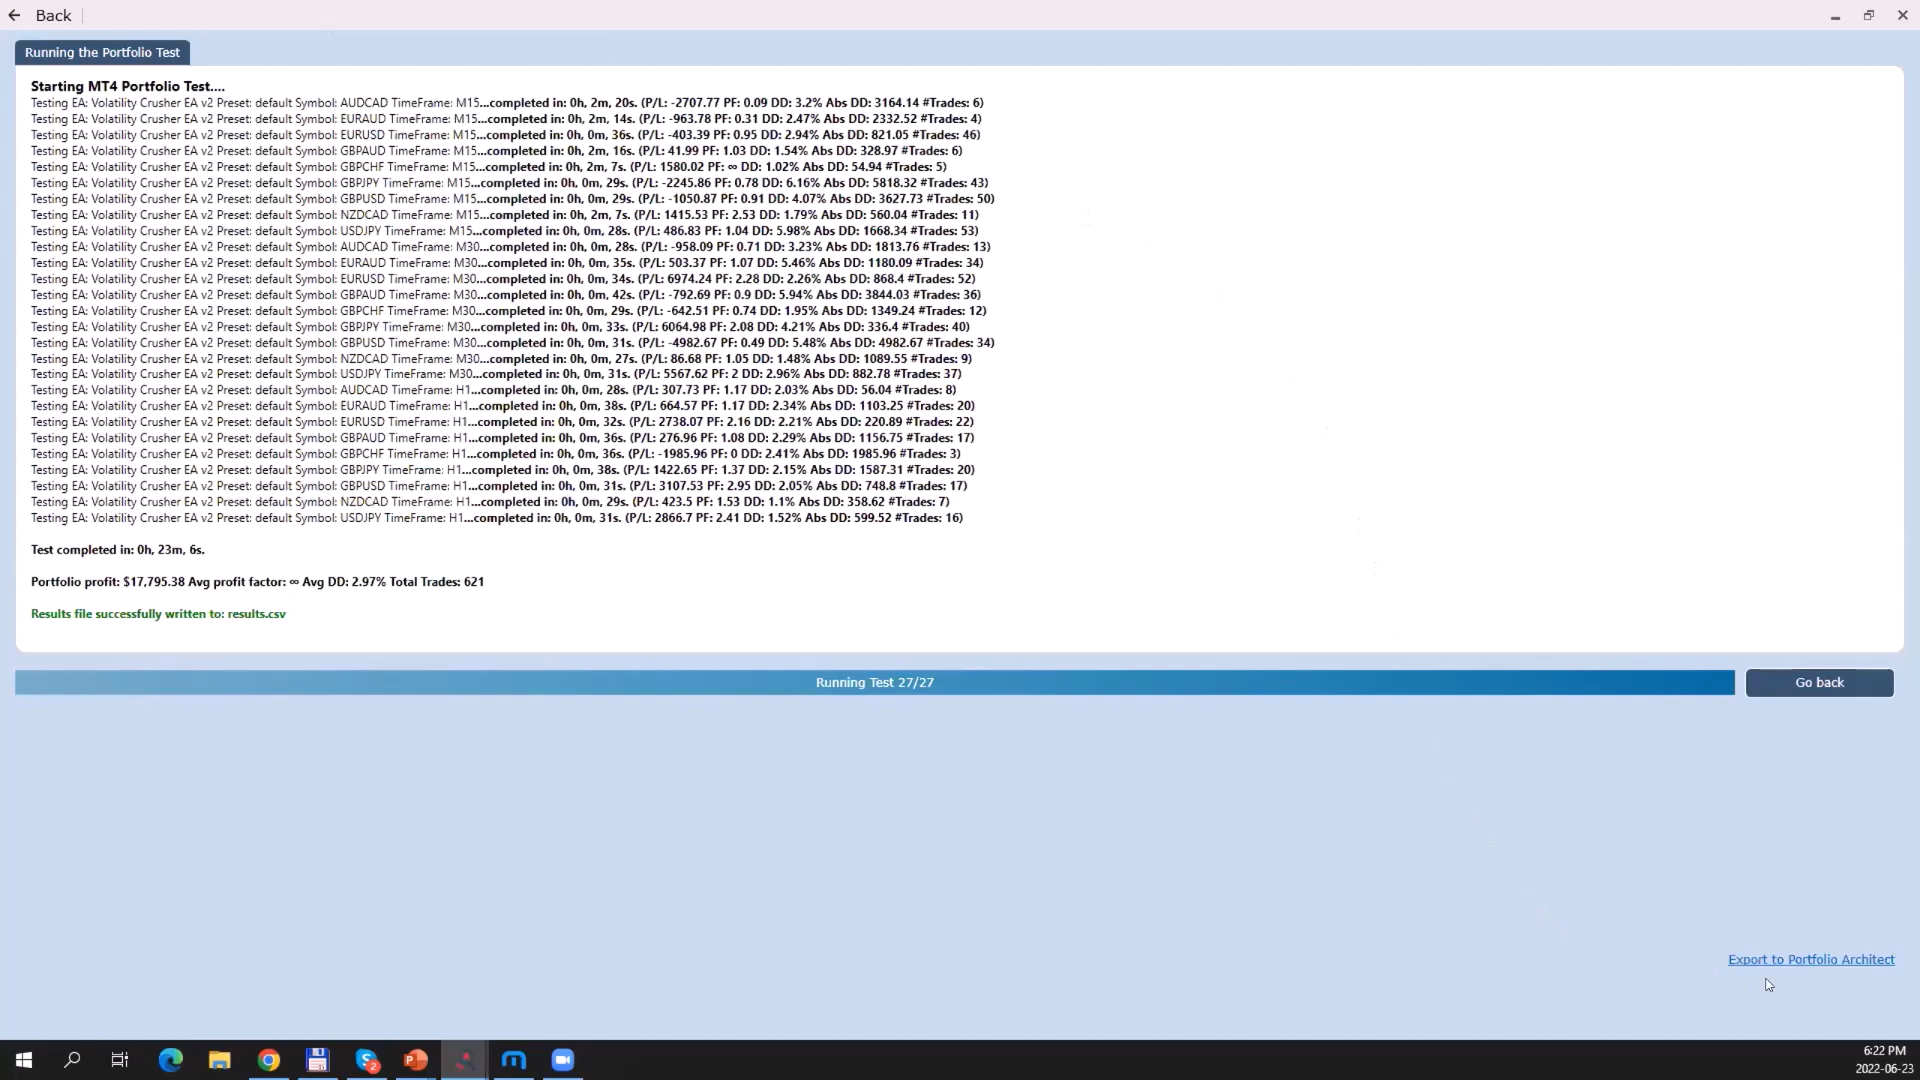 Back
Running the Portfolio Test
Starting MT4 Portfolio Test....
Testing EA: Volatility Crusher EA v2 Preset: default Symbol: AUDCAD TimeFrame: M15...completed in: 0h, 2m, 20s. (P/L: -2707.77 PF: 0.09 DD: 3.2% Abs DD: 3164.14 #Trades: 6)
Testing EA: Volatility Crusher EA v2 Preset: default Symbol: EURAUD TimeFrame: M15...completed in: 0h, 2m, 14s. (P/L: -963.78 PF: 0.31 DD: 2.47% Abs DD: 2332.52 #Trades: 4)
Testing EA: Volatility Crusher EA v2 Preset: default Symbol: EURUSD TimeFrame: M15...completed in: 0h, 0m, 36s. (P/L: -403.39 PF: 0.95 DD: 2.94% Abs DD: 821.05 #Trades: 46)
Testing EA: Volatility Crusher EA v2 Preset: default Symbol: GBPAUD TimeFrame: M15...completed in: 0h, 2m, 16s. (P/L: 41.99 PF: 1.03 DD: 1.54% Abs DD: 328.97 #Trades: 6)
Testing EA: Volatility Crusher EA v2 Preset: default Symbol: GBPCHF TimeFrame: M15...completed in: 0h, 2m, 7s. (P/L: 1580.02 PF: ∞ DD: 1.02% Abs DD: 54.94 #Trades: 5)
Testing EA: Volatility Crusher EA v2 Preset: default Symbol: GBPJPY TimeFrame: M15...completed in: 0h, 0m, 29s. (P/L: -2245.86 PF: 0.78 DD: 6.16% Abs DD: 5818.32 #Trades: 43)
Testing EA: Volatility Crusher EA v2 Preset: default Symbol: GBPUSD TimeFrame: M15...completed in: 0h, 0m, 29s. (P/L: -1050.87 PF: 0.91 DD: 4.07% Abs DD: 3627.73 #Trades: 50)
Testing EA: Volatility Crusher EA v2 Preset: default Symbol: NZDCAD TimeFrame: M15...completed in: 0h, 2m, 7s. (P/L: 1415.53 PF: 2.53 DD: 1.79% Abs DD: 560.04 #Trades: 11)
Testing EA: Volatility Crusher EA v2 Preset: default Symbol: USDJPY TimeFrame: M15...completed in: 0h, 0m, 28s. (P/L: 486.83 PF: 1.04 DD: 5.98% Abs DD: 1668.34 #Trades: 53)
Testing EA: Volatility Crusher EA v2 Preset: default Symbol: AUDCAD TimeFrame: M30...completed in: 0h, 0m, 28s. (P/L: -958.09 PF: 0.71 DD: 3.23% Abs DD: 1813.76 #Trades: 13)
Testing EA: Volatility Crusher EA v2 Preset: default Symbol: EURAUD TimeFrame: M30...completed in: 0h, 0m, 35s. (P/L: 503.37 PF: 1.07 DD: 5.46% Abs DD: 1180.09 #Trades: 34)
Testing EA: Volatility Crusher EA v2 Preset: default Symbol: EURUSD TimeFrame: M30...completed in: 0h, 0m, 34s. (P/L: 6974.24 PF: 2.28 DD: 2.26% Abs DD: 868.4 #Trades: 52)
Testing EA: Volatility Crusher EA v2 Preset: default Symbol: GBPAUD TimeFrame: M30...completed in: 0h, 0m, 42s. (P/L: -792.69 PF: 0.9 DD: 5.94% Abs DD: 3844.03 #Trades: 36)
Testing EA: Volatility Crusher EA v2 Preset: default Symbol: GBPCHF TimeFrame: M30...completed in: 0h, 0m, 29s. (P/L: -642.51 PF: 0.74 DD: 1.95% Abs DD: 1349.24 #Trades: 12)
Testing EA: Volatility Crusher EA v2 Preset: default Symbol: GBPJPY TimeFrame: M30...completed in: 0h, 0m, 33s. (P/L: 6064.98 PF: 2.08 DD: 4.21% Abs DD: 336.4 #Trades: 40)
Testing EA: Volatility Crusher EA v2 Preset: default Symbol: GBPUSD TimeFrame: M30...completed in: 0h, 0m, 31s. (P/L: -4982.67 PF: 0.49 DD: 5.48% Abs DD: 4982.67 #Trades: 34)
Testing EA: Volatility Crusher EA v2 Preset: default Symbol: NZDCAD TimeFrame: M30...completed in: 0h, 0m, 27s. (P/L: 86.68 PF: 1.05 DD: 1.48% Abs DD: 1089.55 #Trades: 9)
Testing EA: Volatility Crusher EA v2 Preset: default Symbol: USDJPY TimeFrame: M30...completed in: 0h, 0m, 31s. (P/L: 5567.62 PF: 2 DD: 2.96% Abs DD: 882.78 #Trades: 37)
Testing EA: Volatility Crusher EA v2 Preset: default Symbol: AUDCAD TimeFrame: H1...completed in: 0h, 0m, 28s. (P/L: 307.73 PF: 1.17 DD: 2.03% Abs DD: 56.04 #Trades: 8)
Testing EA: Volatility Crusher EA v2 Preset: default Symbol: EURAUD TimeFrame: H1...completed in: 0h, 0m, 38s. (P/L: 664.57 PF: 1.17 DD: 2.34% Abs DD: 1103.25 #Trades: 20)
Testing EA: Volatility Crusher EA v2 Preset: default Symbol: EURUSD TimeFrame: H1...completed in: 0h, 0m, 32s. (P/L: 2738.07 PF: 2.16 DD: 2.21% Abs DD: 220.89 #Trades: 22)
Testing EA: Volatility Crusher EA v2 Preset: default Symbol: GBPAUD TimeFrame: H1...completed in: 0h, 0m, 36s. (P/L: 276.96 PF: 1.08 DD: 2.29% Abs DD: 1156.75 #Trades: 17)
Testing EA: Volatility Crusher EA v2 Preset: default Symbol: GBPCHF TimeFrame: H1...completed in: 0h, 0m, 36s. (P/L: -1985.96 PF: 0 DD: 2.41% Abs DD: 1985.96 #Trades: 3)
Testing EA: Volatility Crusher EA v2 Preset: default Symbol: GBPJPY TimeFrame: H1...completed in: 0h, 0m, 38s. (P/L: 1422.65 PF: 1.37 DD: 2.15% Abs DD: 1587.31 #Trades: 20)
Testing EA: Volatility Crusher EA v2 Preset: default Symbol: GBPUSD TimeFrame: H1...completed in: 0h, 0m, 31s. (P/L: 3107.53 PF: 2.95 DD: 2.05% Abs DD: 748.8 #Trades: 17)
Testing EA: Volatility Crusher EA v2 Preset: default Symbol: NZDCAD TimeFrame: H1...completed in: 0h, 0m, 29s. (P/L: 423.5 PF: 1.53 DD: 1.1% Abs DD: 358.62 #Trades: 7)
Testing EA: Volatility Crusher EA v2 Preset: default Symbol: USDJPY TimeFrame: H1...completed in: 0h, 0m, 31s. (P/L: 2866.7 PF: 2.41 DD: 1.52% Abs DD: 599.52 #Trades: 16)
Test completed in: 0h, 23m, 6s.
Portfolio profit: $17,795.38 Avg profit factor: ∞ Avg DD: 2.97% Total Trades: 621
Results file successfully written to: results.csv
Running Test 27/27
Go back
Export to Portfolio Architect
6:22 PM
2022-06-23